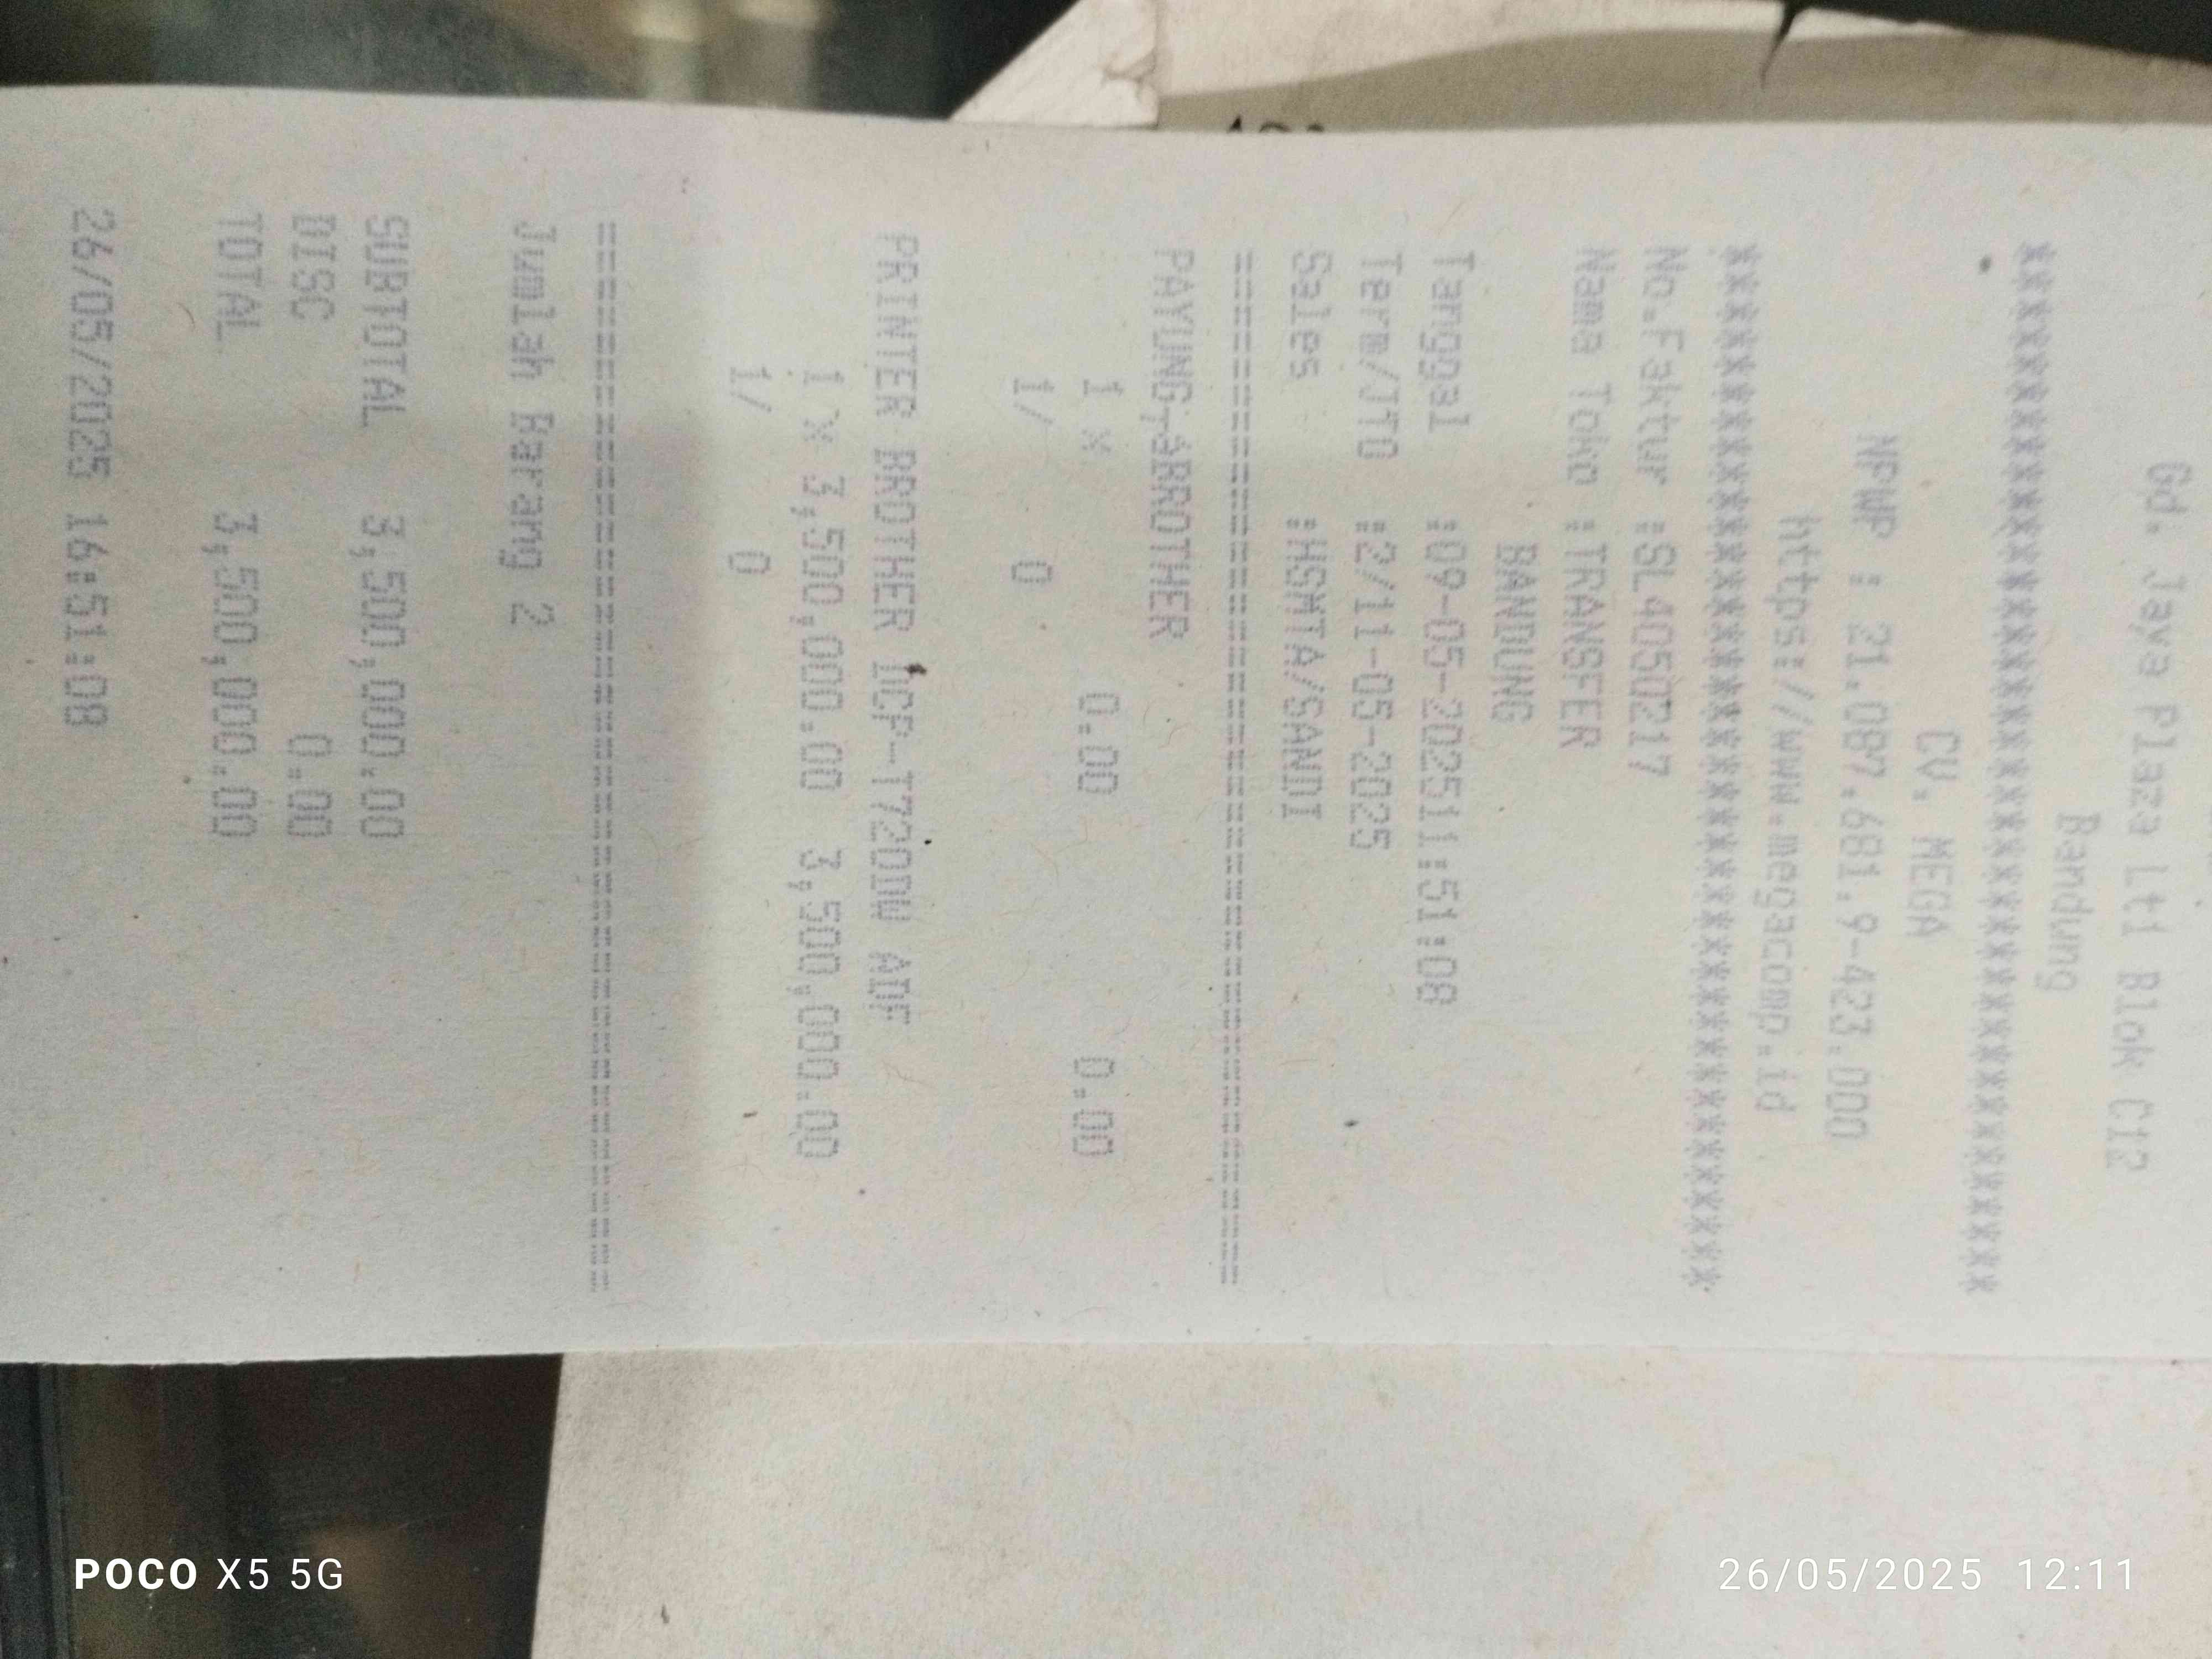 Gd. Jaya Plaza Lt1 Blok C12
Bandung
****************************************
CV. MEGA
NPWP : 21.087.681.9-423.000
https://www.megacomp.id
****************************************
No.Faktur :SL4050217
Nama Toko :TRANSFER
BANDUNG
Tanggal :09-05-202511:51:08
Term/JTO :2/11-05-2025
Sales :HSWTA/SANDI
========================================
PAYUNG,aBROTHER
1 x 0.00 0.00
1/ 0
PRINTER BROTHER DCP-T720DW ADF
1 x 3,500,000.00 3,500,000.00
1/ 0
========================================
Jumlah Barang 2
SUBTOTAL 3,500,000.00
DISC 0.00
TOTAL 3,500,000.00
26/05/2025 16:51:08
POCO X5 5G
26/05/2025 12:11